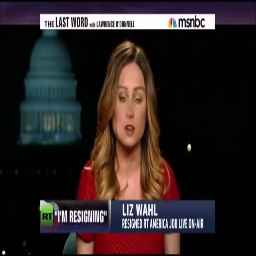 THE LAST WORD WITH LAWRENCE O'DONNELL
msnbc
RT
"I'M RESIGNING"
LIZ WAHL
RESIGNED RT AMERICA JOB LIVE ON-AIR